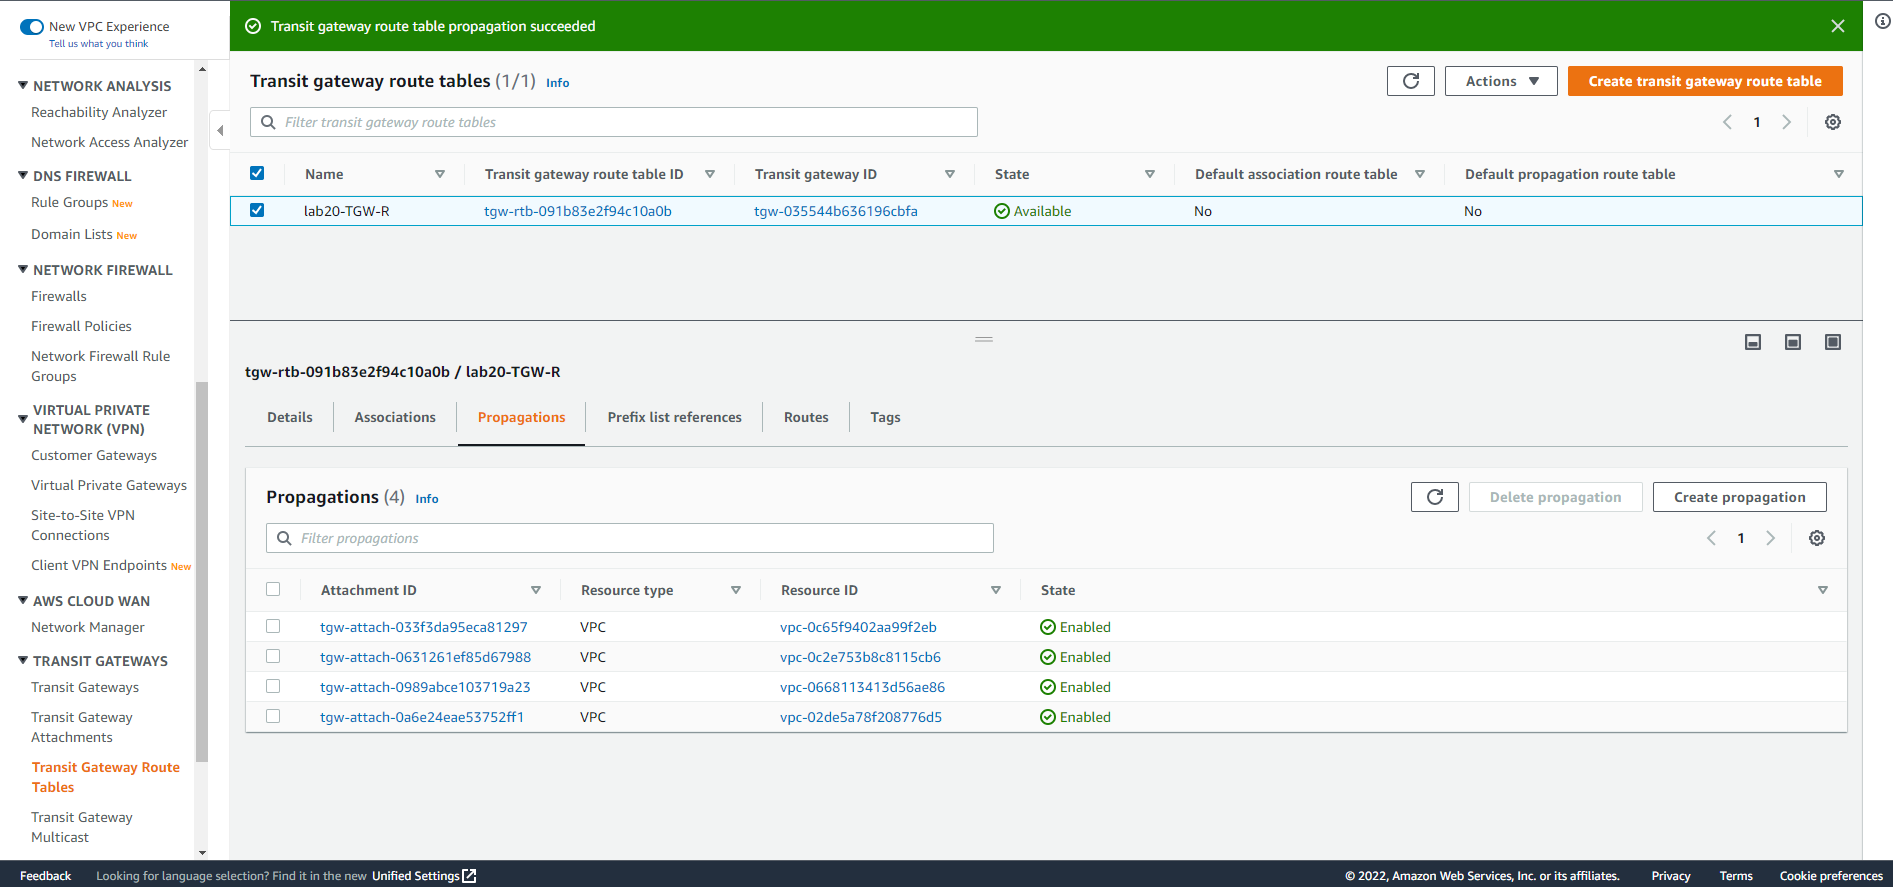 New VPC Experience
Tell us what you think
NETWORK ANALYSIS
Reachability Analyzer
Network Access Analyzer
DNS FIREWALL
Rule Groups New
Domain Lists New
NETWORK FIREWALL
Firewalls
Firewall Policies
Network Firewall Rule
Groups
VIRTUAL PRIVATE
NETWORK (VPN)
Customer Gateways
Virtual Private Gateways
Site-to-Site VPN
Connections
Client VPN Endpoints New
AWS CLOUD WAN
Network Manager
TRANSIT GATEWAYS
Transit Gateways
Transit Gateway
Attachments
Transit Gateway Route
Tables
Transit Gateway
Multicast
Transit gateway route table propagation succeeded
Transit gateway route tables (1/1) Info
Actions
Create transit gateway route table
Filter transit gateway route tables
1
Name Transit gateway route table ID Transit gateway ID State Default association route table Default propagation route table
lab20-TGW-R tgw-rtb-091b83e2f94c10a0b tgw-035544b636196cbfa Available No No
tgw-rtb-091b83e2f94c10a0b / lab20-TGW-R
Details Associations Propagations Prefix list references Routes Tags
Propagations (4) Info
Delete propagation Create propagation
Filter propagations
1
Attachment ID Resource type Resource ID State
tgw-attach-033f3da95eca81297 VPC vpc-0c65f9402aa99f2eb Enabled
tgw-attach-0631261ef85d67988 VPC vpc-0c2e753b8c8115cb6 Enabled
tgw-attach-0989abce103719a23 VPC vpc-0668113413d56ae86 Enabled
tgw-attach-0a6e24eae53752ff1 VPC vpc-02de5a78f208776d5 Enabled
Feedback Looking for language selection? Find it in the new Unified Settings © 2022, Amazon Web Services, Inc. or its affiliates. Privacy Terms Cookie preferences